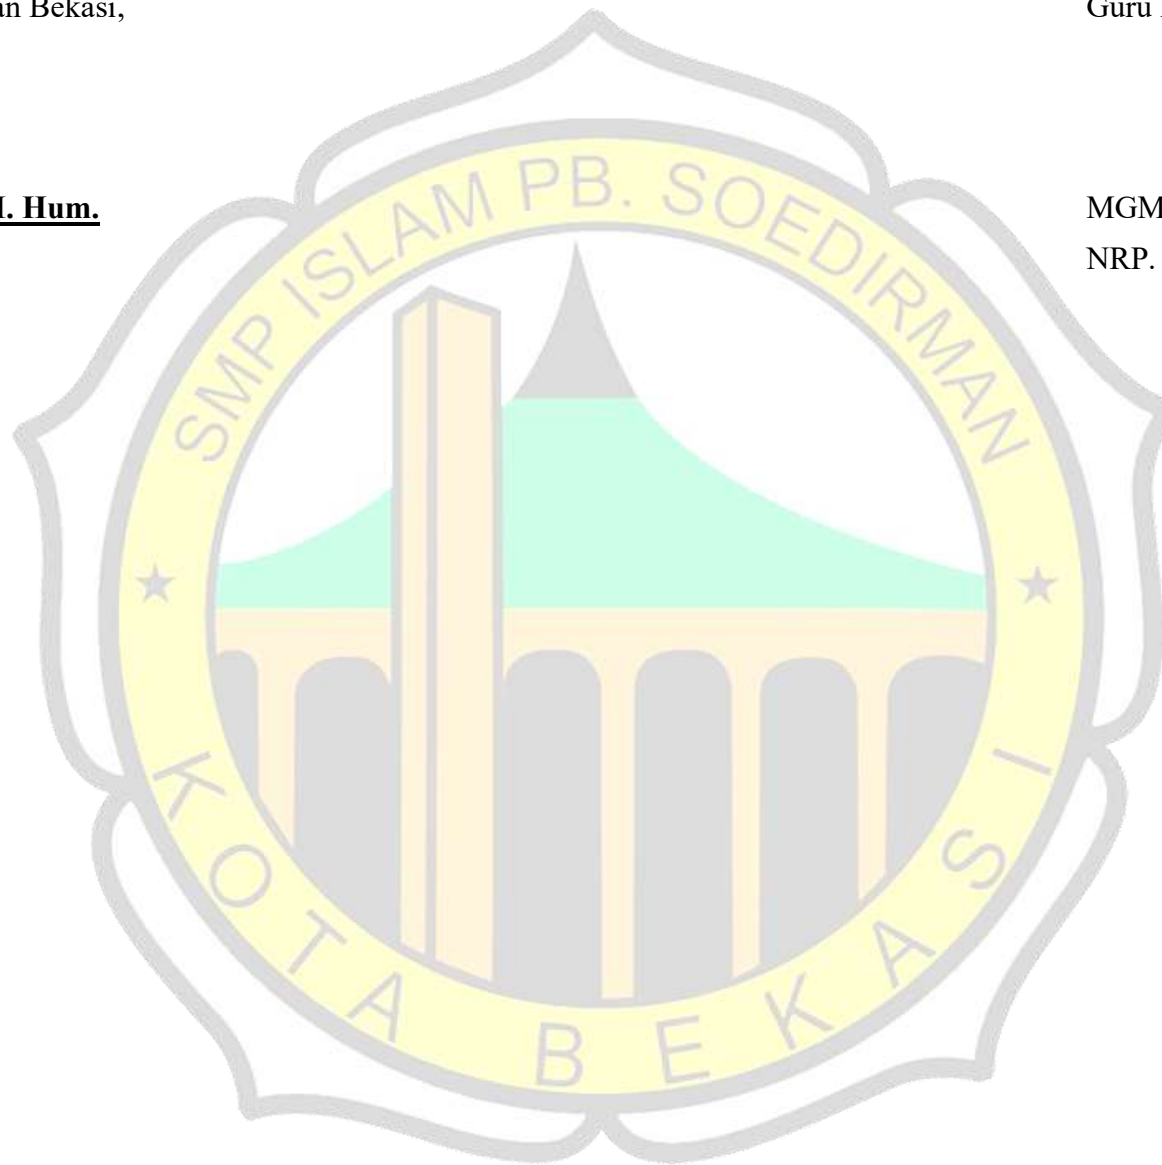 an Bekasi,
Guru
I. Hum.
MGM
NRP.
SMP ISLAM PB. SOEDIRMAN
KOTA BEKASI